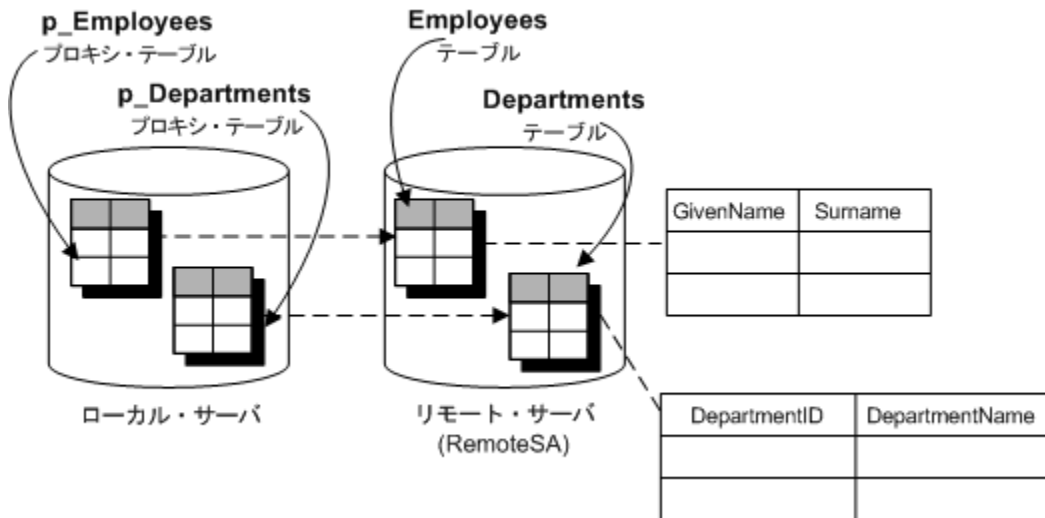 p_Employees
プロキシ・テーブル
p_Departments
プロキシ・テーブル
Employees
テーブル
Departments
テーブル
GivenName Surname
ローカル・サーバ
リモート・サーバ
(RemoteSA)
DepartmentID DepartmentName